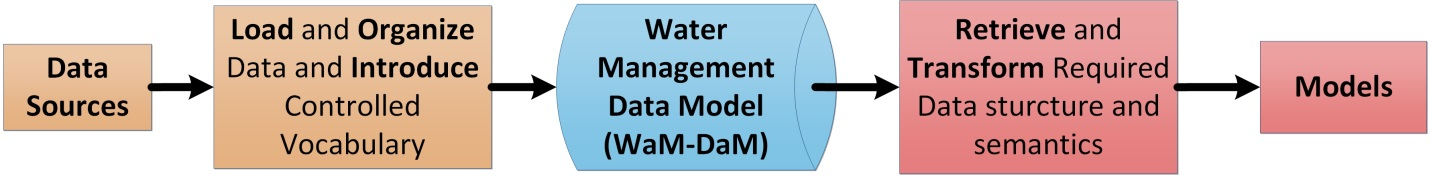 Data
Sources
Load and Organize
Data and Introduce
Controlled
Vocabulary
Water
Management
Data Model
(WaM-DaM)
Retrieve and
Transform Required
Data sturcture and
semantics
Models